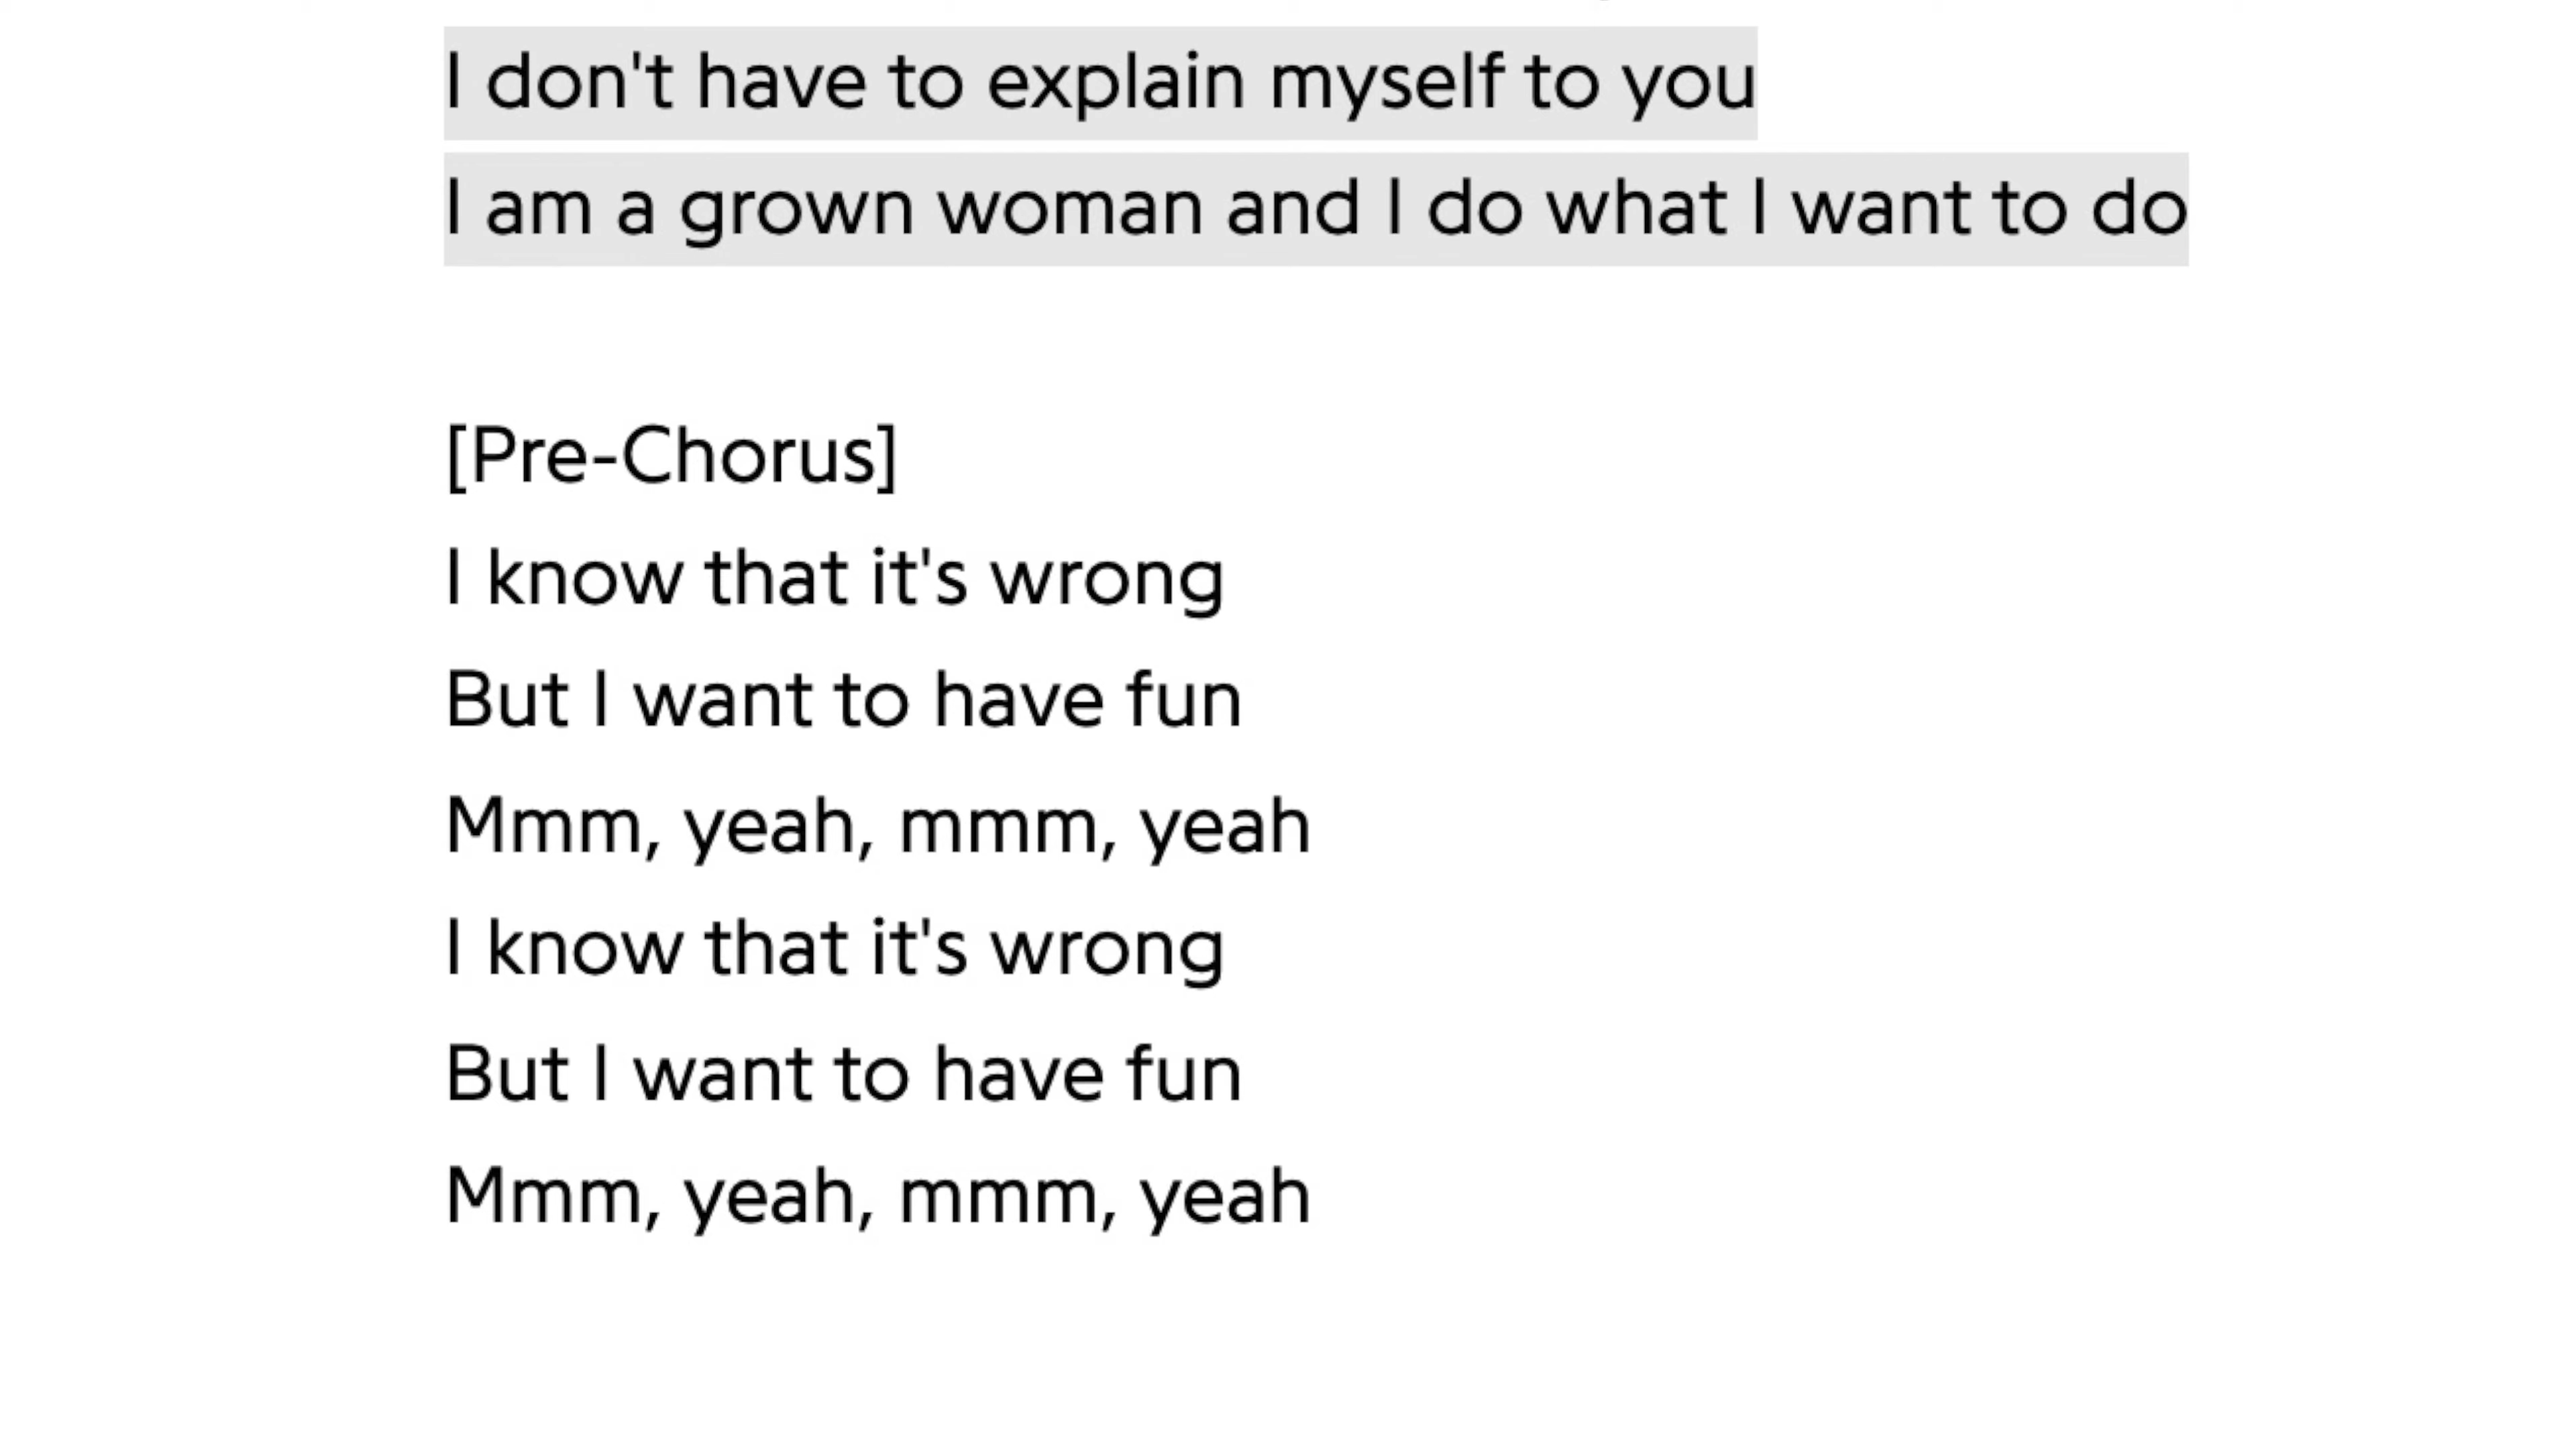 I don't have to explain myself to you
I am a grown woman and I do what I want to do
[Pre-Chorus]
I know that it's wrong
But I want to have fun
Mmm, yeah, mmm, yeah
I know that it's wrong
But I want to have fun
Mmm, yeah, mmm, yeah